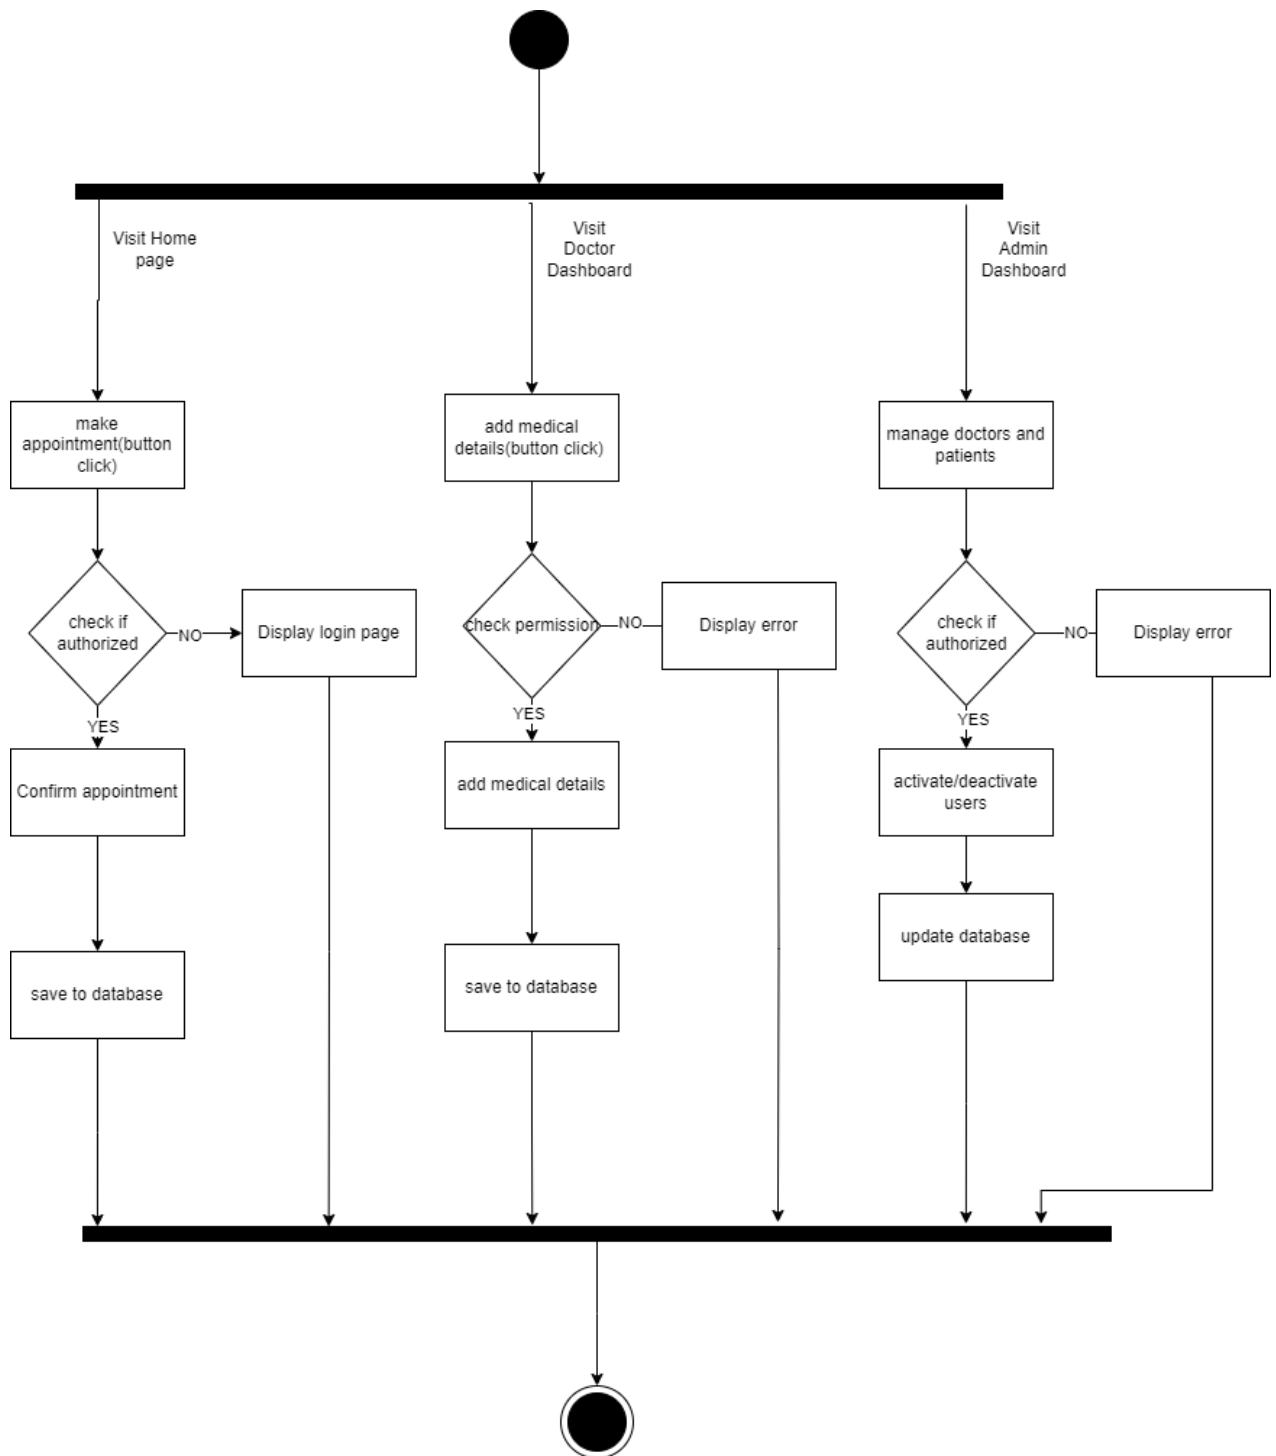 Visit Home
page
Visit
Doctor
Dashboard
Visit
Admin
Dashboard
make
appointment(button
click)
add medical
details(button click)
manage doctors and
patients
check if
authorized
NO
Display login page
check permission
NO
Display error
check if
authorized
NO
Display error
YES
YES
YES
Confirm appointment
add medical details
activate/deactivate
users
save to database
save to database
update database